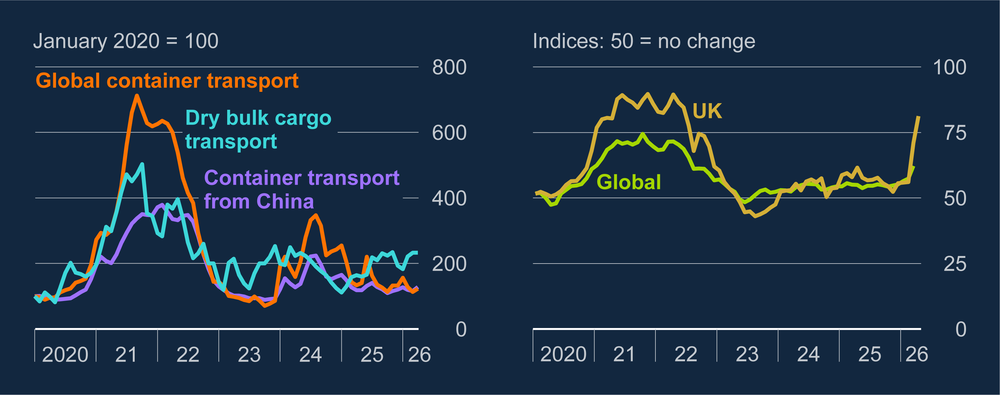 January 2020 = 100
800
Global container transport
Dry bulk cargo
transport
600
Container transport
from China
400
200
0
2020
21
22
23
24
25
26
Indices: 50 = no change
100
UK
75
Global
50
25
0
2020
21
22
23
24
25
26